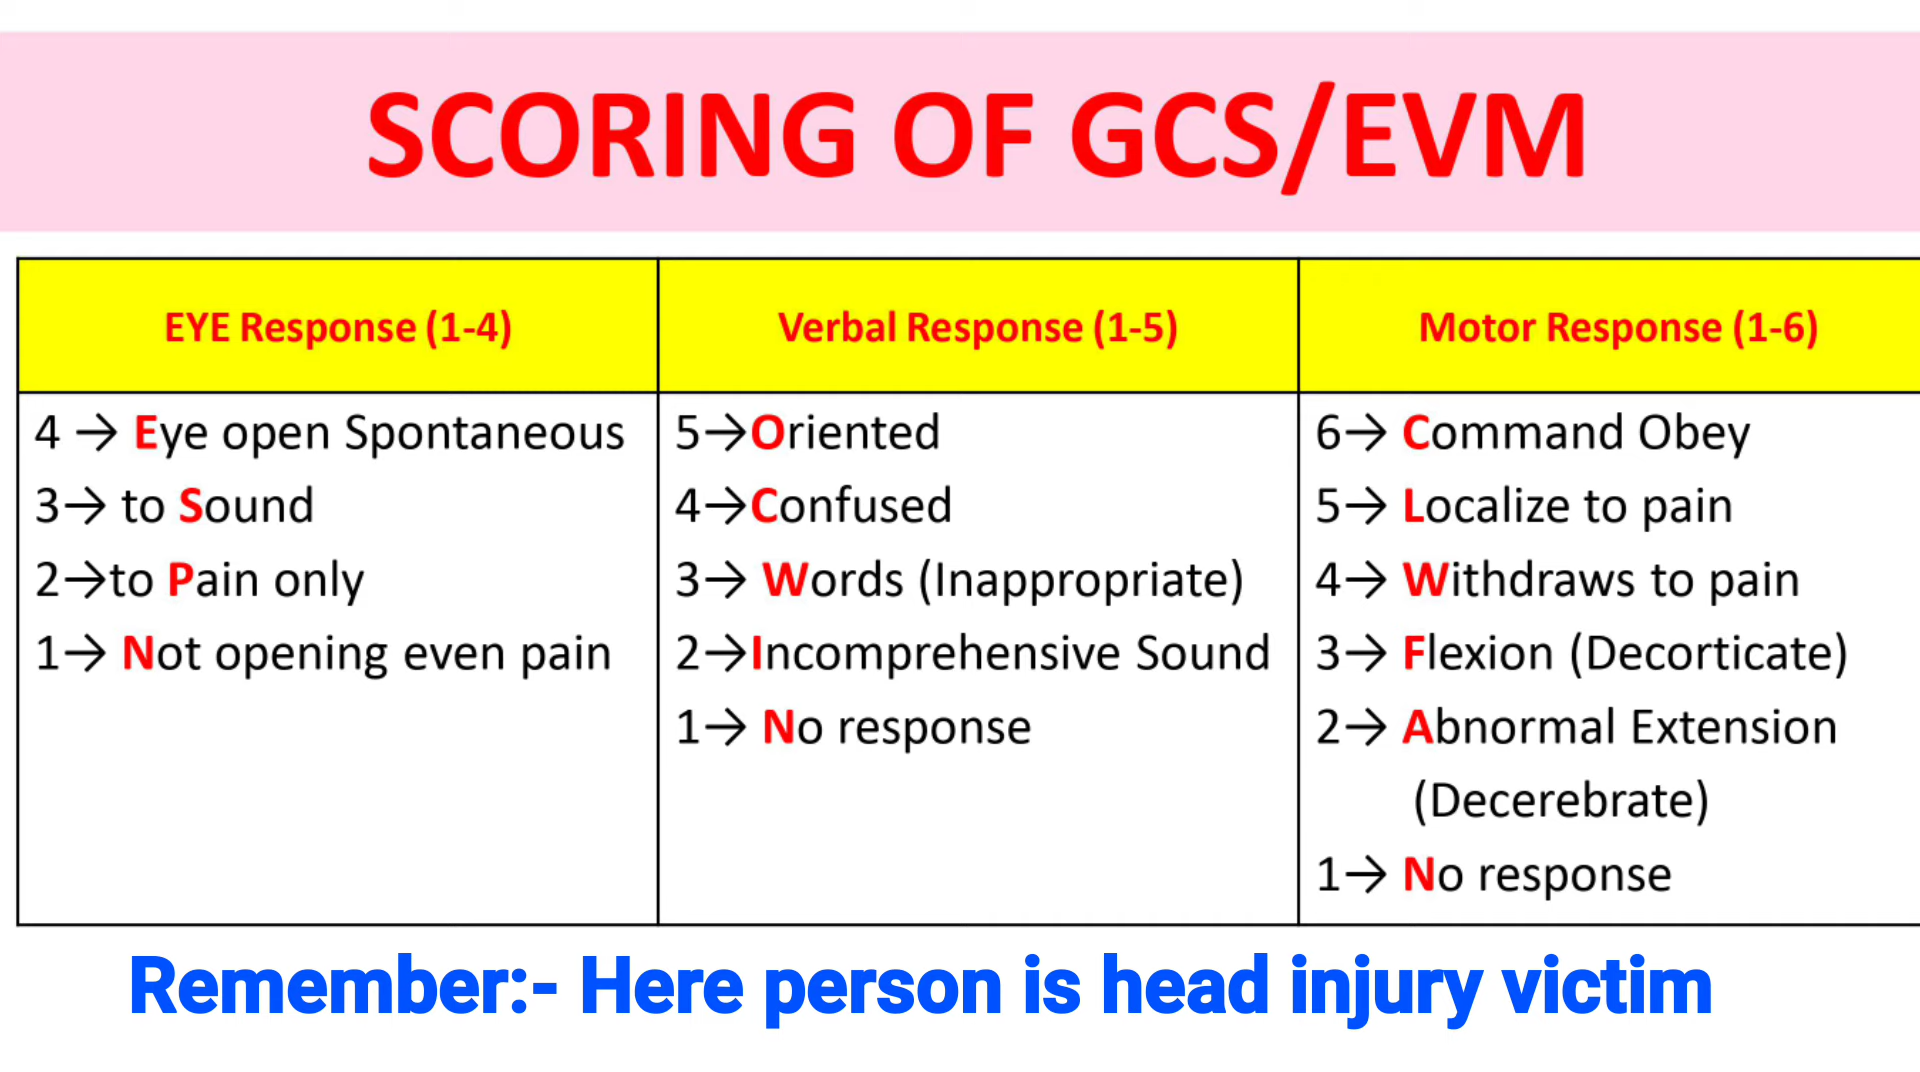 SCORING OF GCS/EVM
EYE Response (1-4)
4 → Eye open Spontaneous
3→ to Sound
2→to Pain only
1→ Not opening even pain
Verbal Response (1-5)
5→Oriented
4→Confused
3→ Words (Inappropriate)
2→Incomprehensive Sound
1→ No response
Motor Response (1-6)
6→ Command Obey
5→ Localize to pain
4→ Withdraws to pain
3→ Flexion (Decorticate)
2→ Abnormal Extension
(Decerebrate)
1→ No response
Remember:- Here person is head injury victim